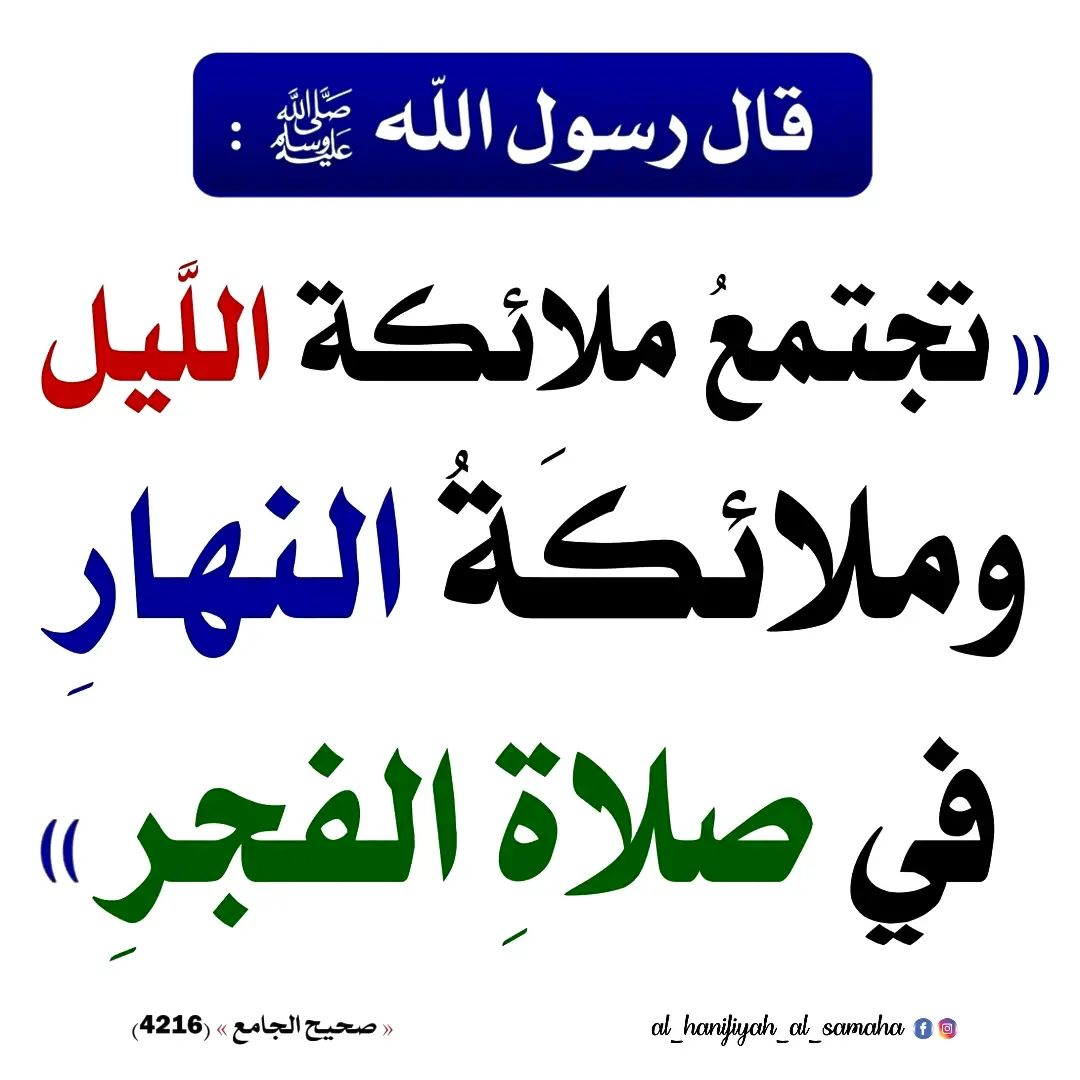 قال رسول الله ﷺ :
(( تجتمعُ ملائكة اللَّيل
وملائكَةُ النهارِ
في صلاةِ الفجرِ ))
« صحيح الجامع » (4216)
al_hanifiyah_al_samaha